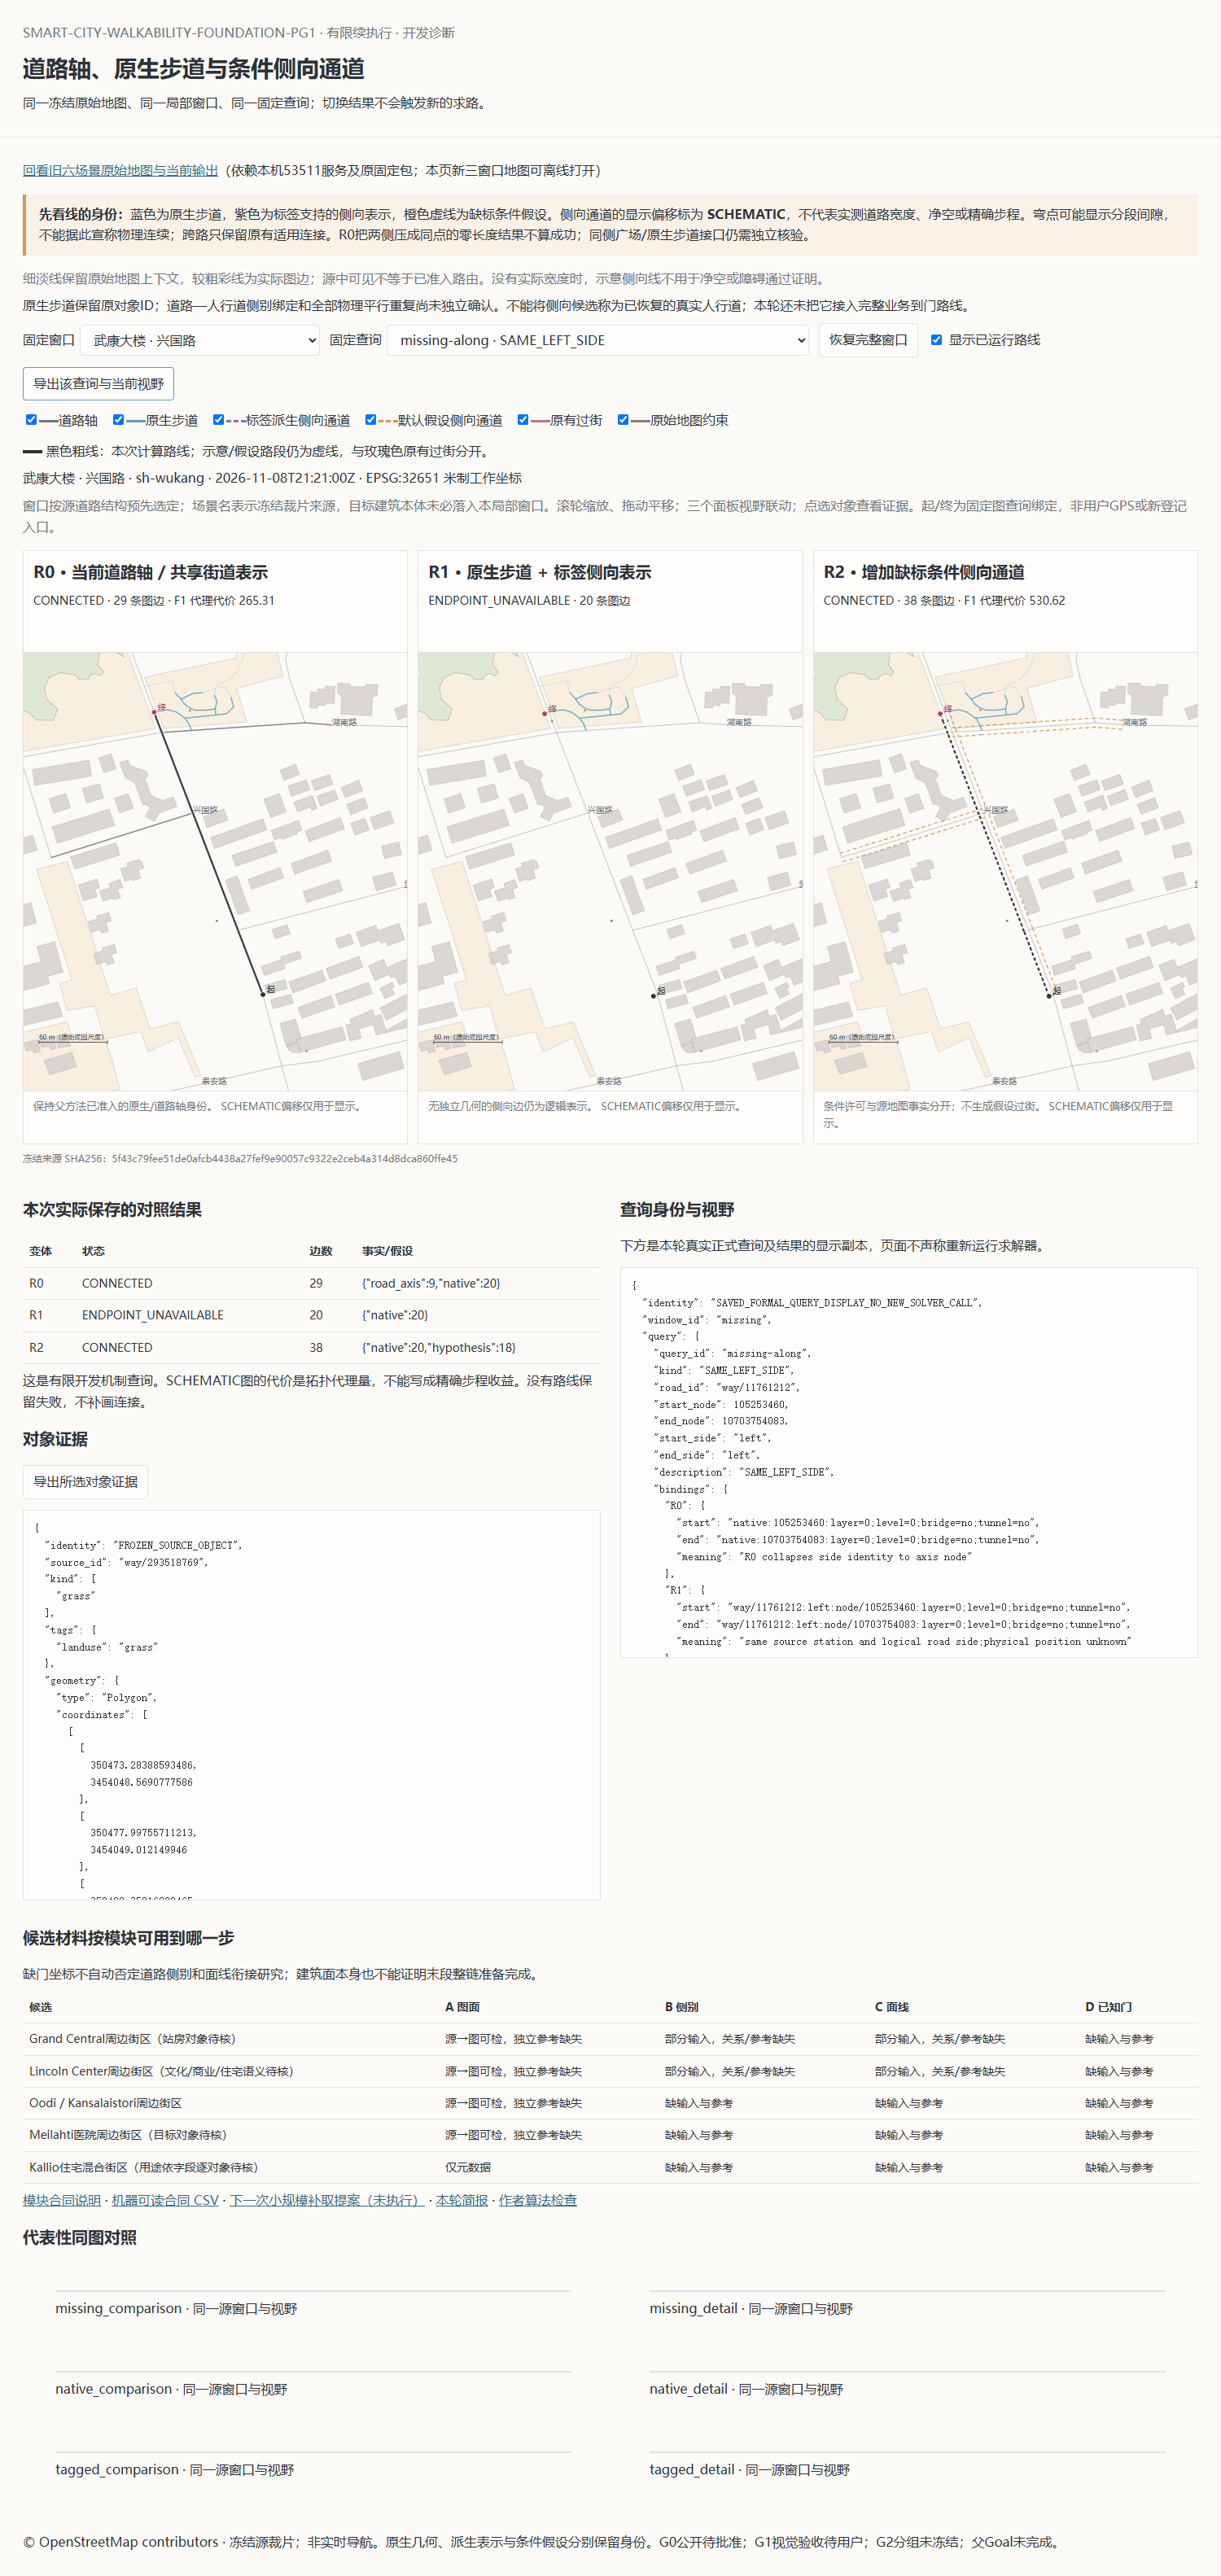 SMART-CITY-WALKABILITY-FOUNDATION-PG1 · 有限续执行 · 开发诊断
道路轴、原生步道与条件侧向通道
同一冻结原始地图、同一局部窗口、同一固定查询；切换结果不会触发新的求路。
回看旧六场景原始地图与当前输出（依赖本机53511服务及原固定包；本页新三窗口地图可离线打开）
先看线的身份：蓝色为原生步道，紫色为标签支持的侧向表示，橙色虚线为缺标条件假设。侧向通道的显示偏移标为 SCHEMATIC，不代表实测道路宽度、净空或精确步程。弯点可能显示分段间隙，
不能据此宣称物理连续；跨路只保留原有适用连接。R0把两侧压成同点的零长度结果不算成功；同侧广场/原生步道接口仍需独立核验。
细淡线保留原始地图上下文，较粗彩线为实际图边；源中可见不等于已准入路由。没有实际宽度时，示意侧向线不用于净空或障碍通过证明。
原生步道保留原对象ID；道路—人行道侧别绑定和全部物理平行重复尚未独立确认。不能将侧向候选称为已恢复的真实人行道；本轮还未把它接入完整业务到门路线。
固定窗口 武康大楼 · 兴国路 固定查询 missing-along · SAME_LEFT_SIDE 恢复完整窗口 显示已运行路线
导出该查询与当前视野
道路轴 原生步道 标签派生侧向通道 默认假设侧向通道 原有过街 原始地图约束
黑色粗线：本次计算路线；示意/假设路段仍为虚线，与玫瑰色原有过街分开。
武康大楼 · 兴国路 · sh-wukang · 2026-11-08T21:21:00Z · EPSG:32651 米制工作坐标
窗口按源道路结构预先选定；场景名表示冻结裁片来源，目标建筑本体未必落入本局部窗口。滚轮缩放、拖动平移；三个面板视野联动；点选对象查看证据。起/终为固定图查询绑定，非用户GPS或新登记
入口。
R0 · 当前道路轴 / 共享街道表示
CONNECTED · 29 条图边 · F1 代理代价 265.31
终
湖南路
兴国路
起
60 m（原始底图尺度）
泰安路
保持父方法已准入的原生/道路轴身份。 SCHEMATIC偏移仅用于显示。
R1 · 原生步道 + 标签侧向表示
ENDPOINT_UNAVAILABLE · 20 条图边
终
湖南路
兴国路
起
60 m（原始底图尺度）
泰安路
无独立几何的侧向边仍为逻辑表示。 SCHEMATIC偏移仅用于显示。
R2 · 增加缺标条件侧向通道
CONNECTED · 38 条图边 · F1 代理代价 530.62
终
湖南路
兴国路
起
60 m（原始底图尺度）
泰安路
条件许可与源地图事实分开；不生成假设过街。 SCHEMATIC偏移仅用于显
示。
冻结来源 SHA256：5f43c79fee51de0afcb4438a27fef9e90057c9322e2ceb4a314d8dca860ffe45
本次实际保存的对照结果
变体 状态 边数 事实/假设
R0 CONNECTED 29 {"road_axis":9,"native":20}
R1 ENDPOINT_UNAVAILABLE 20 {"native":20}
R2 CONNECTED 38 {"native":20,"hypothesis":18}
这是有限开发机制查询。SCHEMATIC图的代价是拓扑代理量，不能写成精确步程收益。没有路线保
留失败，不补画连接。
对象证据
导出所选对象证据
{
"identity": "FROZEN_SOURCE_OBJECT",
"source_id": "way/293518769",
"kind": [
"grass"
],
"tags": {
"landuse": "grass"
},
"geometry": {
"type": "Polygon",
"coordinates": [
[
[
350473.28388593486,
3454048.5690777586
],
[
350477.99755711213,
3454049.012149946
],
[
查询身份与视野
下方是本轮真实正式查询及结果的显示副本，页面不声称重新运行求解器。
{
"identity": "SAVED_FORMAL_QUERY_DISPLAY_NO_NEW_SOLVER_CALL",
"window_id": "missing",
"query": {
"query_id": "missing-along",
"kind": "SAME_LEFT_SIDE",
"road_id": "way/11761212",
"start_node": 105253460,
"end_node": 10703754083,
"start_side": "left",
"end_side": "left",
"description": "SAME_LEFT_SIDE",
"bindings": {
"R0": {
"start": "native:105253460:layer=0;level=0;bridge=no;tunnel=no",
"end": "native:10703754083:layer=0;level=0;bridge=no;tunnel=no",
"meaning": "R0 collapses side identity to axis node"
},
"R1": {
"start": "way/11761212:left:node/105253460:layer=0;level=0;bridge=no;tunnel=no",
"end": "way/11761212:left:node/10703754083:layer=0;level=0;bridge=no;tunnel=no",
"meaning": "same source station and logical road side;physical position unknown"
候选材料按模块可用到哪一步
缺门坐标不自动否定道路侧别和面线衔接研究；建筑面本身也不能证明末段整链准备完成。
候选 A 图面 B 侧别 C 面线 D 已知门
Grand Central周边街区（站房对象待核） 源→图可检，独立参考缺失 部分输入，关系/参考缺失 部分输入，关系/参考缺失 缺输入与参考
Lincoln Center周边街区（文化/商业/住宅语义待核） 源→图可检，独立参考缺失 部分输入，关系/参考缺失 部分输入，关系/参考缺失 缺输入与参考
Oodi / Kansalaistori周边街区 源→图可检，独立参考缺失 缺输入与参考 缺输入与参考 缺输入与参考
Meilahti医院周边街区（目标对象待核） 源→图可检，独立参考缺失 缺输入与参考 缺输入与参考 缺输入与参考
Kallio住宅混合街区（用途依字段逐对象待核） 仅元数据 缺输入与参考 缺输入与参考 缺输入与参考
模块合同说明 · 机器可读合同 CSV · 下一次小规模补取提案（未执行） · 本轮简报 · 作者算法检查
代表性同图对照
missing_comparison · 同一源窗口与视野
missing_detail · 同一源窗口与视野
native_comparison · 同一源窗口与视野
native_detail · 同一源窗口与视野
tagged_comparison · 同一源窗口与视野
tagged_detail · 同一源窗口与视野
© OpenStreetMap contributors · 冻结源裁片；非实时导航。原生几何、派生表示与条件假设分别保留身份。G0公开待批准；G1视觉验收待用户；G2分组未冻结；父Goal未完成。